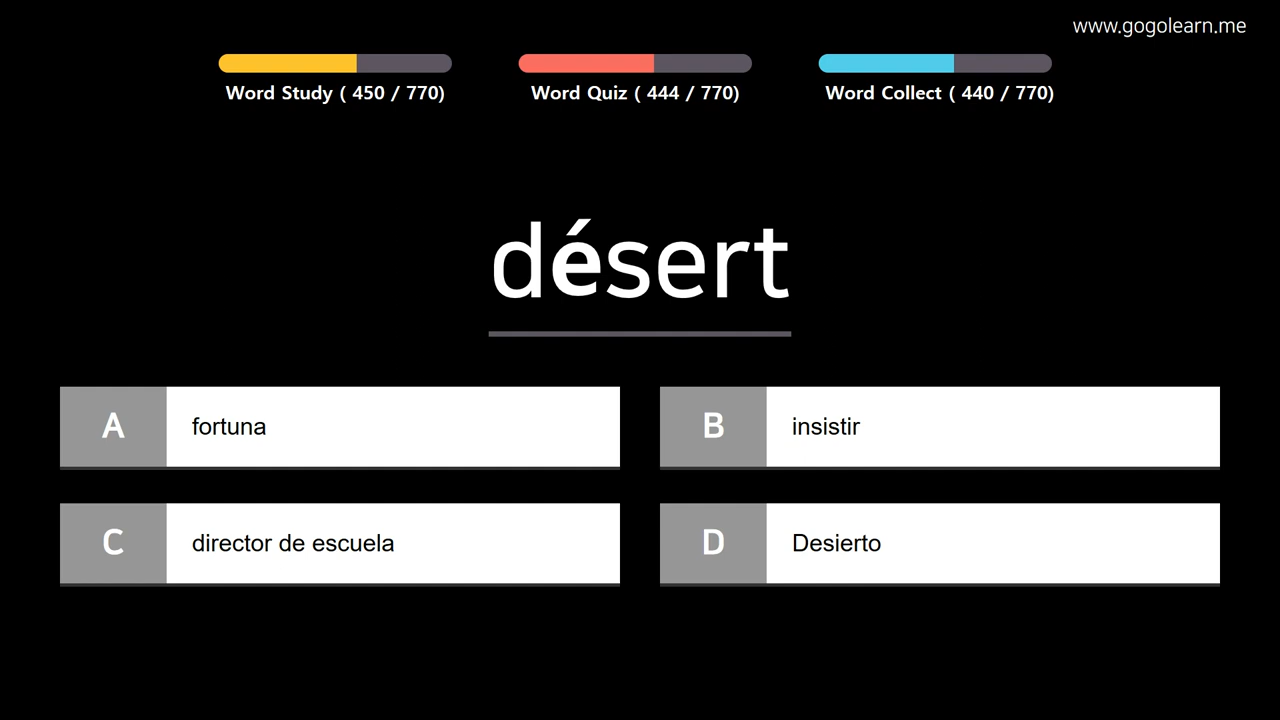 www.gogolearn.me
Word Study ( 450 / 770)
Word Quiz ( 444 / 770)
Word Collect ( 440 / 770)
désert
A fortuna
B insistir
C director de escuela
D Desierto